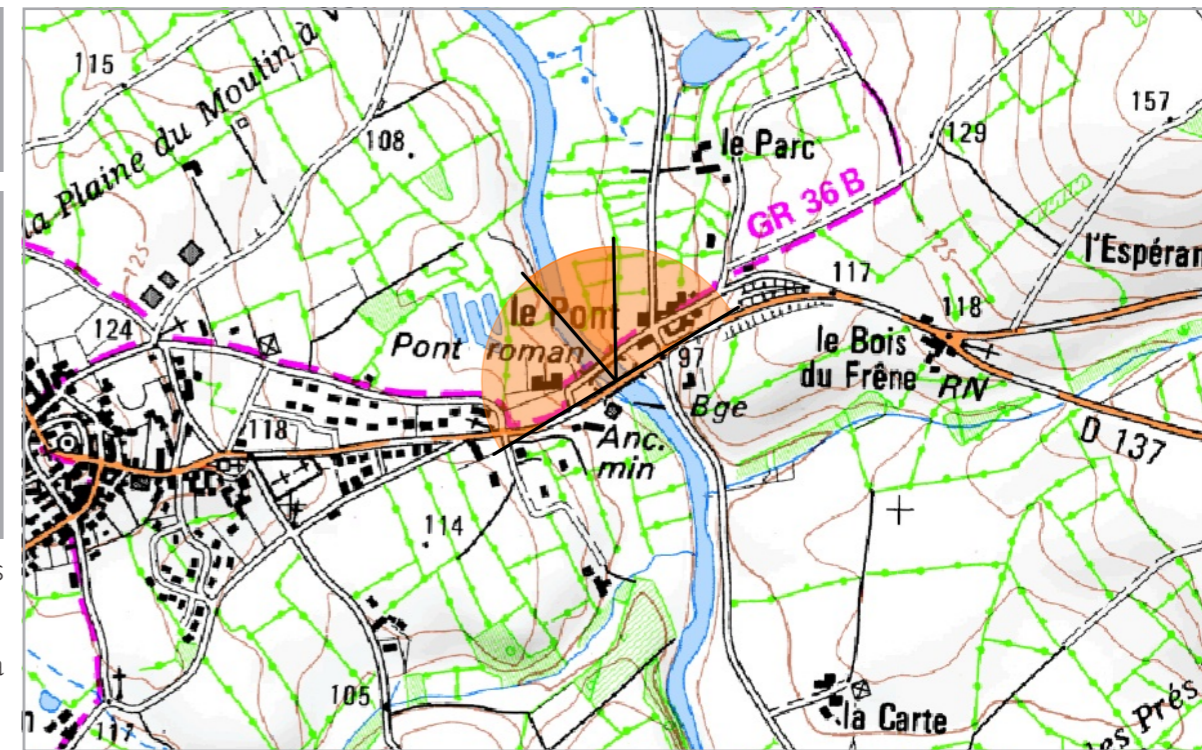 115
la Plaine du Moulin à V
108
le Parc
129
157
GR 36 B
l'Espéran
125
125
117
118
124
le Pont
Pont roman
97
le Bois
du Frêne
RN
Bge
D 137
118
Anc.
min
114
105
la Carte
les Prés
117
n
s
a